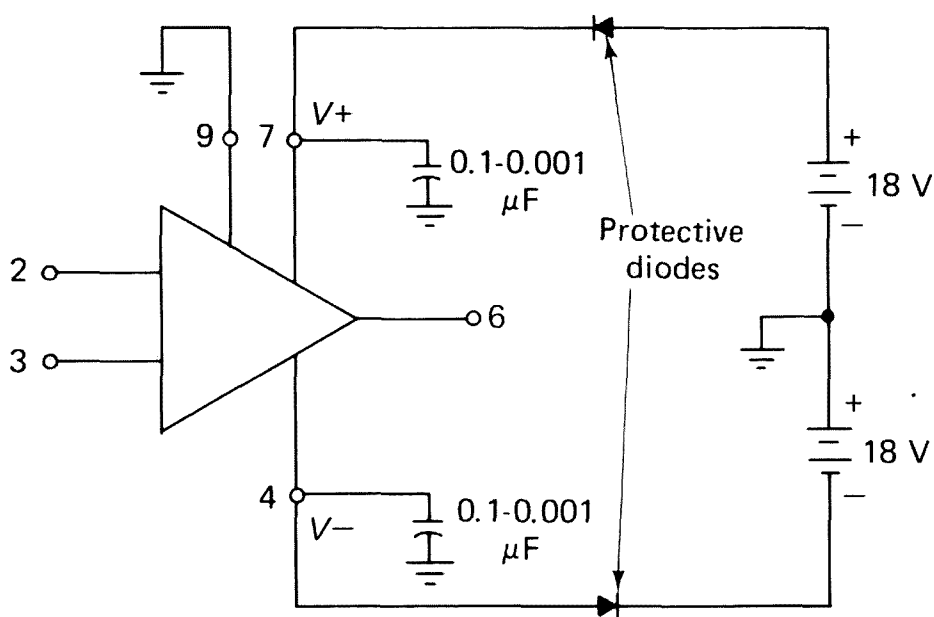 9
7
V+
0.1-0.001
μF
+
18 V
−
Protective
diodes
2
3
6
+
18 V
−
4
V−
0.1-0.001
μF